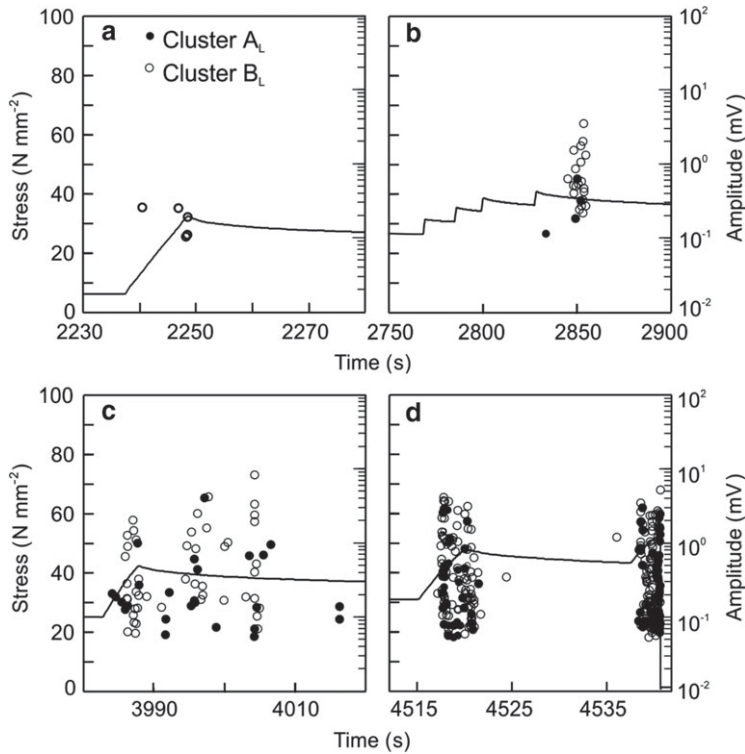 a
● Cluster A_L
○ Cluster B_L
Stress (N mm⁻²)
100
80
60
40
20
0
2230 2250 2270
b
10²
10¹
10⁰
10⁻¹
10⁻²
Amplitude (mV)
2750 2800 2850 2900
Time (s)
c
Stress (N mm⁻²)
100
80
60
40
20
0
3990 4010
d
10²
10¹
10⁰
10⁻¹
10⁻²
Amplitude (mV)
4515 4525 4535
Time (s)